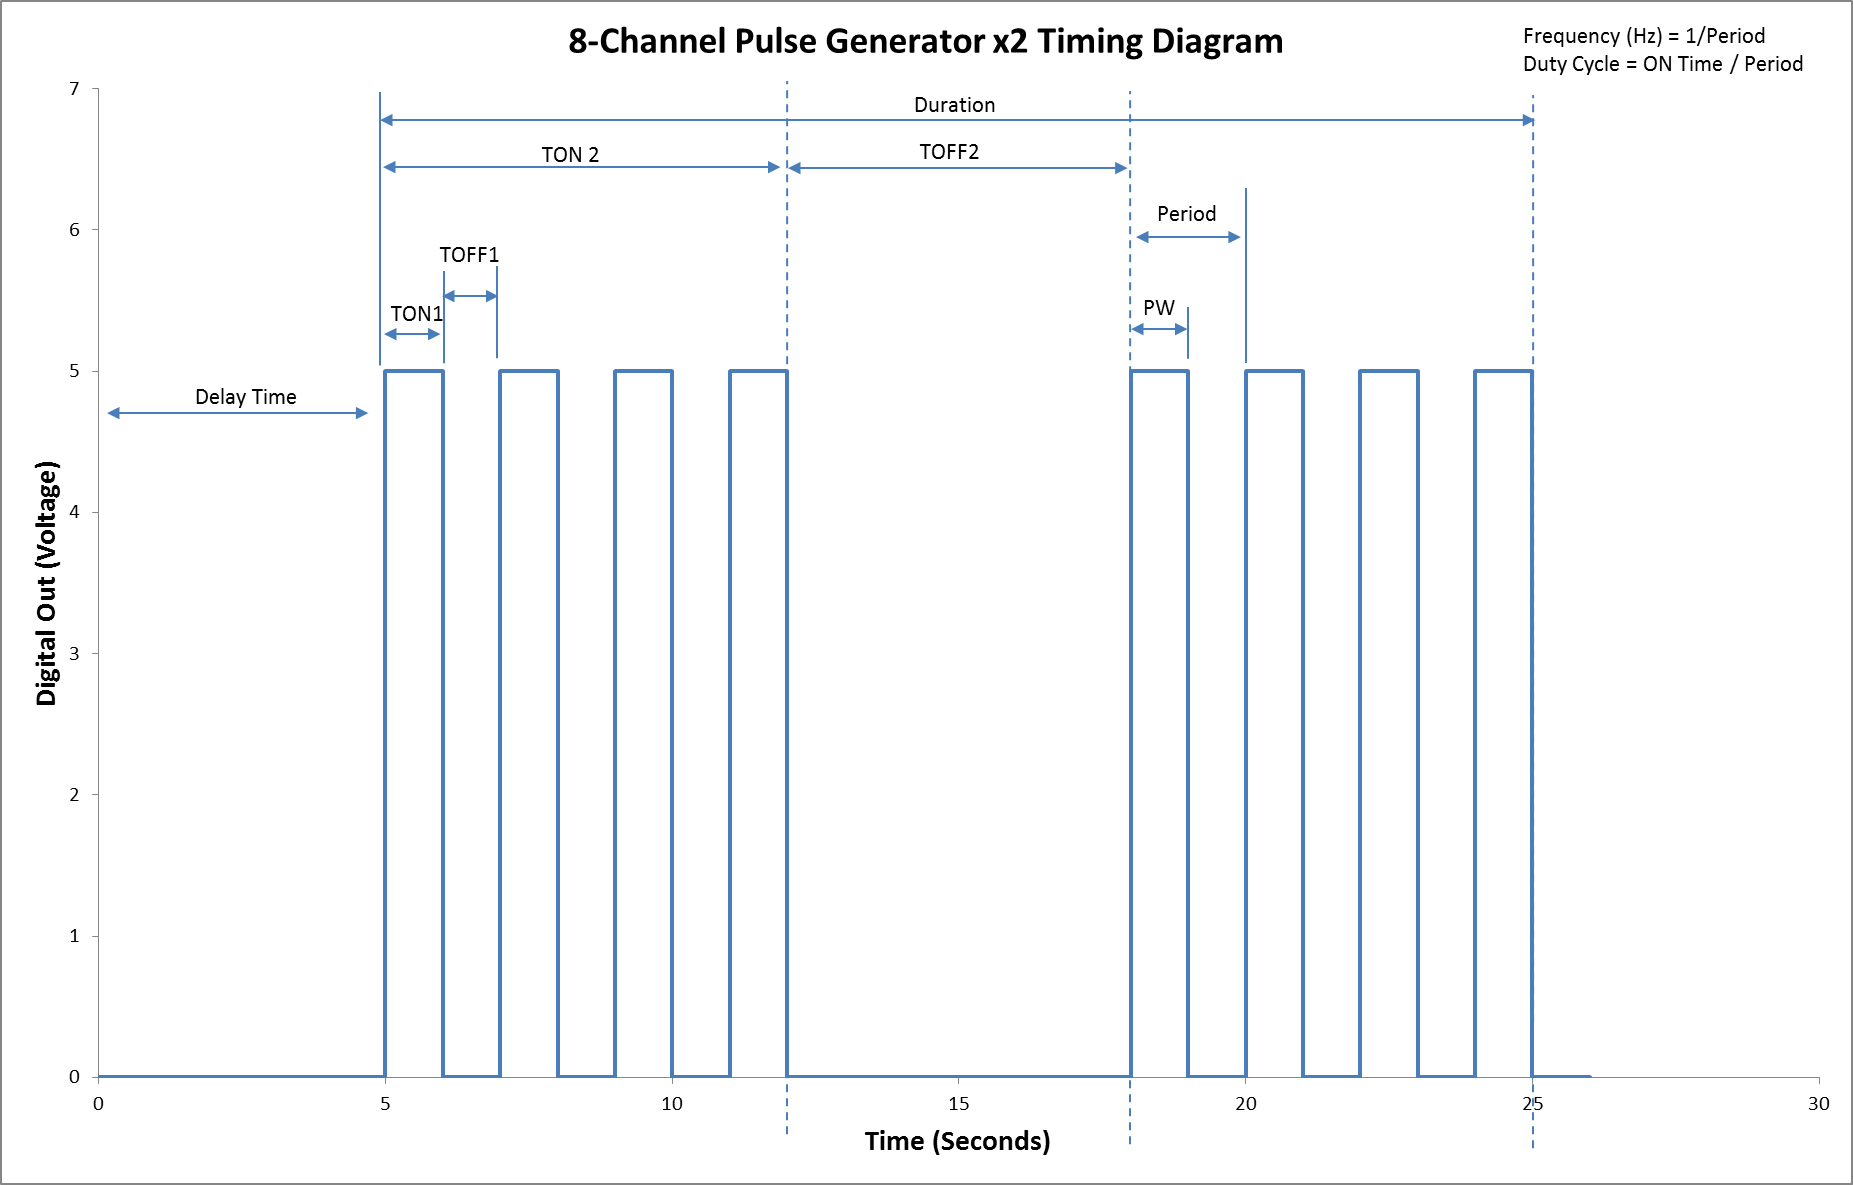 8-Channel Pulse Generator x2 Timing Diagram
Frequency (Hz) = 1/Period
Duty Cycle = ON Time / Period
Duration
TON 2
TOFF2
Period
TOFF1
TON1
PW
Delay Time
Digital Out (Voltage)
7
6
5
4
3
2
1
0
0 5 10 15 20 25 30
Time (Seconds)